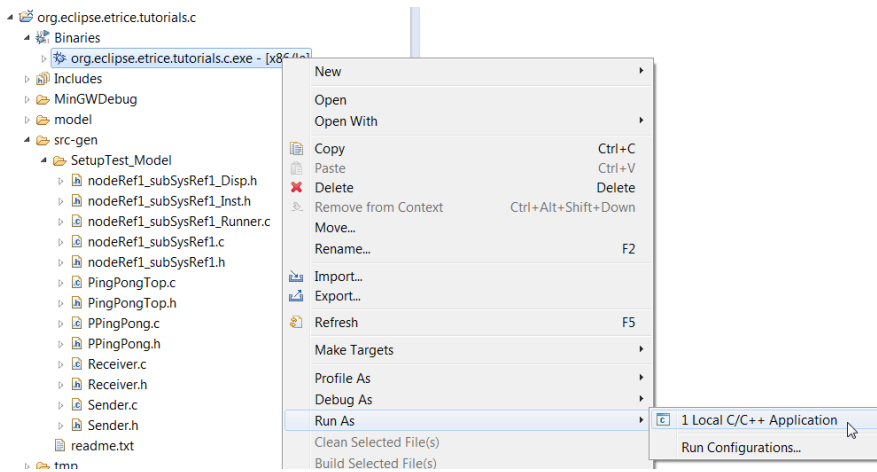 org.eclipse.etrice.tutorials.c
Binaries
org.eclipse.etrice.tutorials.c.exe - [x86/le]
Includes
MinGWDebug
model
src-gen
SetupTest_Model
nodeRef1_subSysRef1_Disp.h
nodeRef1_subSysRef1_Inst.h
nodeRef1_subSysRef1_Runner.c
nodeRef1_subSysRef1.c
nodeRef1_subSysRef1.h
PingPongTop.c
PingPongTop.h
PPingPong.c
PPingPong.h
Receiver.c
Receiver.h
Sender.c
Sender.h
readme.txt
tmp
New
Open
Open With
Copy Ctrl+C
Paste Ctrl+V
Delete Delete
Remove from Context Ctrl+Alt+Shift+Down
Move...
Rename... F2
Import...
Export...
Refresh F5
Make Targets
Profile As
Debug As
Run As
Clean Selected File(s)
Build Selected File(s)
1 Local C/C++ Application
Run Configurations...